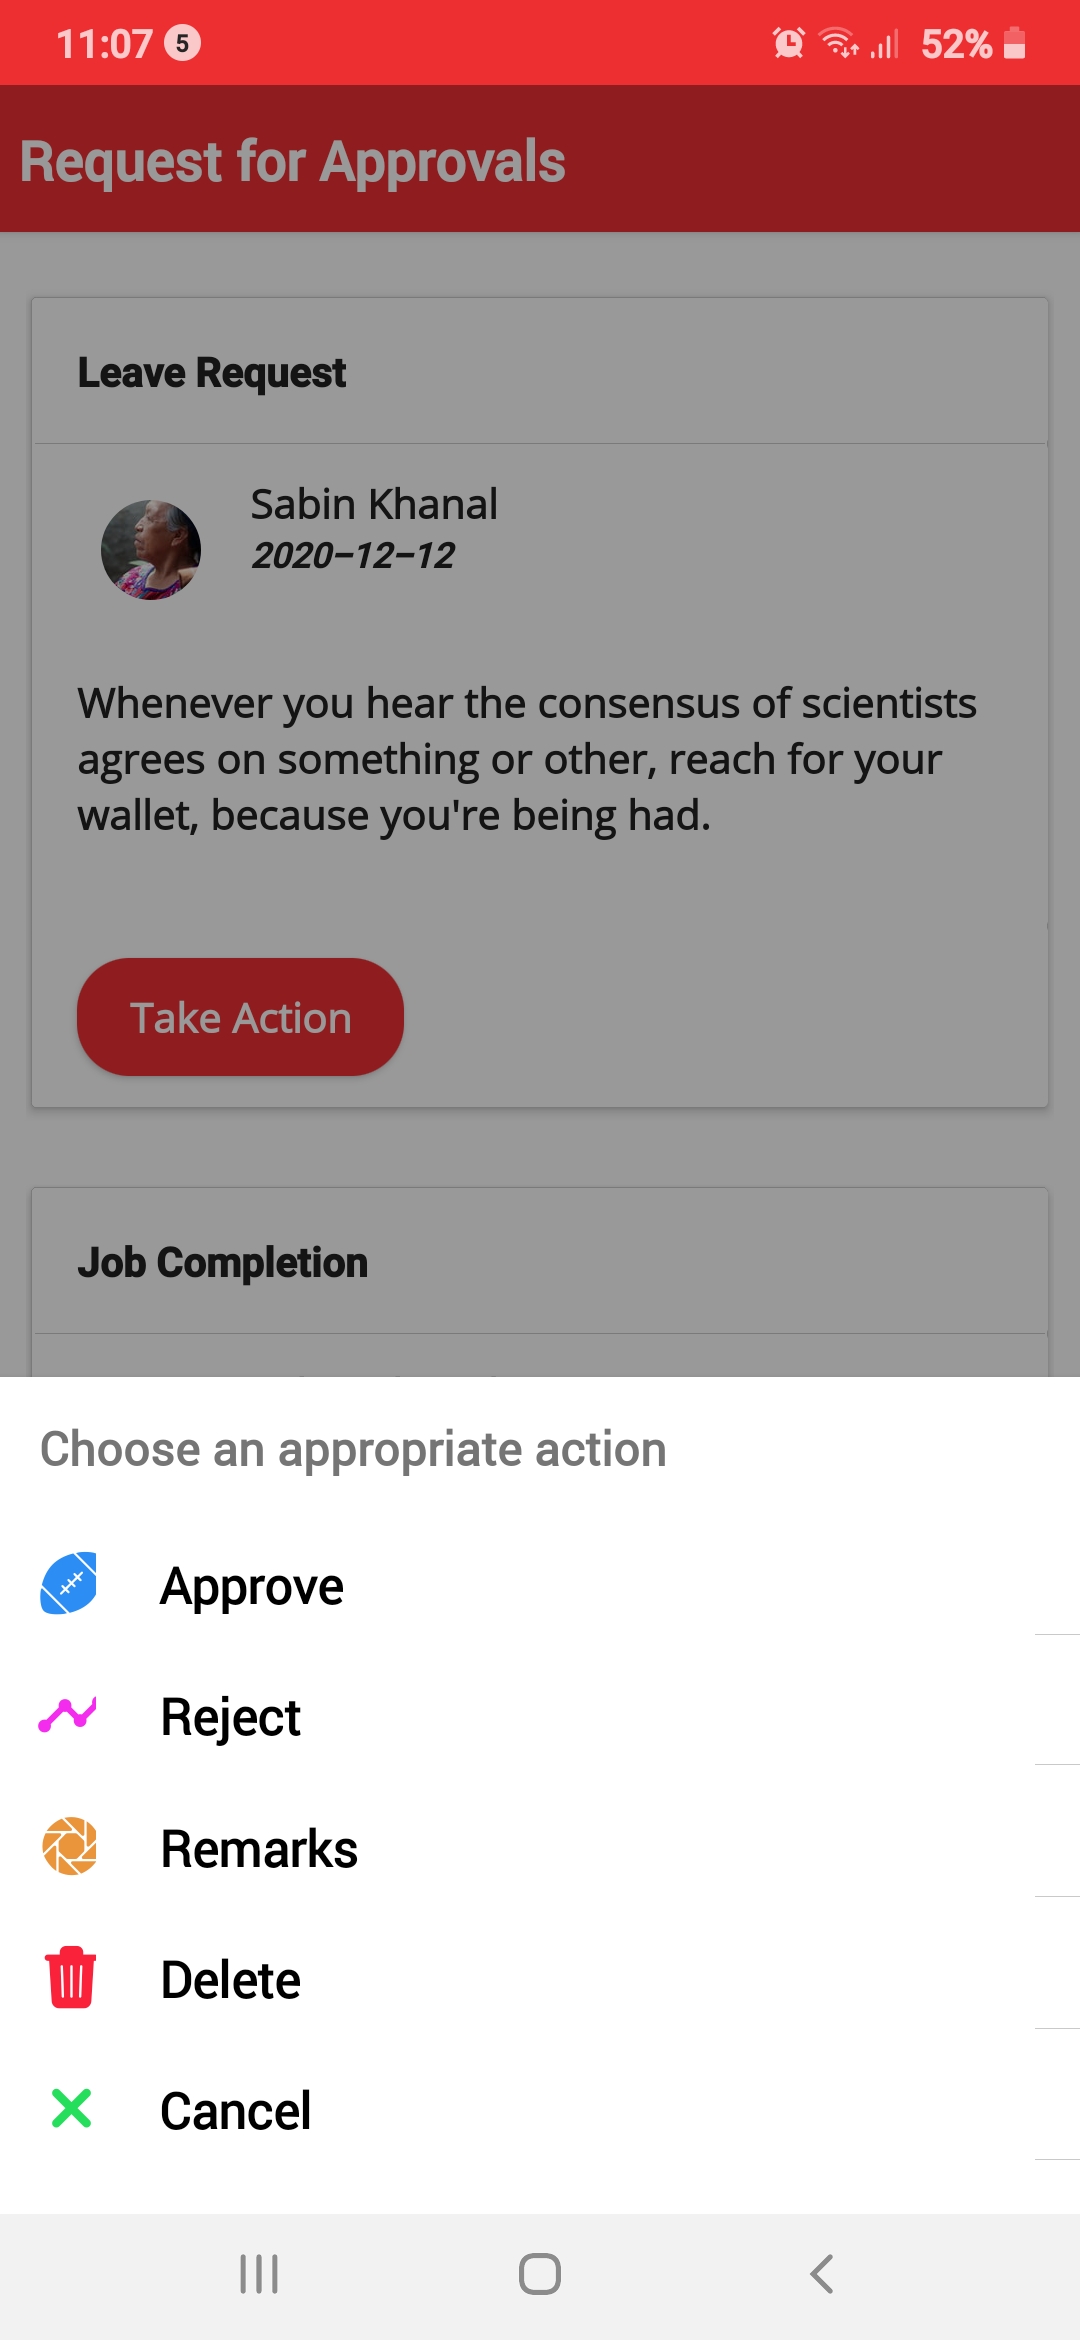 11:07 5 52%
Request for Approvals
Leave Request
Sabin Khanal
2020-12-12
Whenever you hear the consensus of scientists
agrees on something or other, reach for your
wallet, because you're being had.
Take Action
Job Completion
Choose an appropriate action
Approve
Reject
Remarks
Delete
Cancel